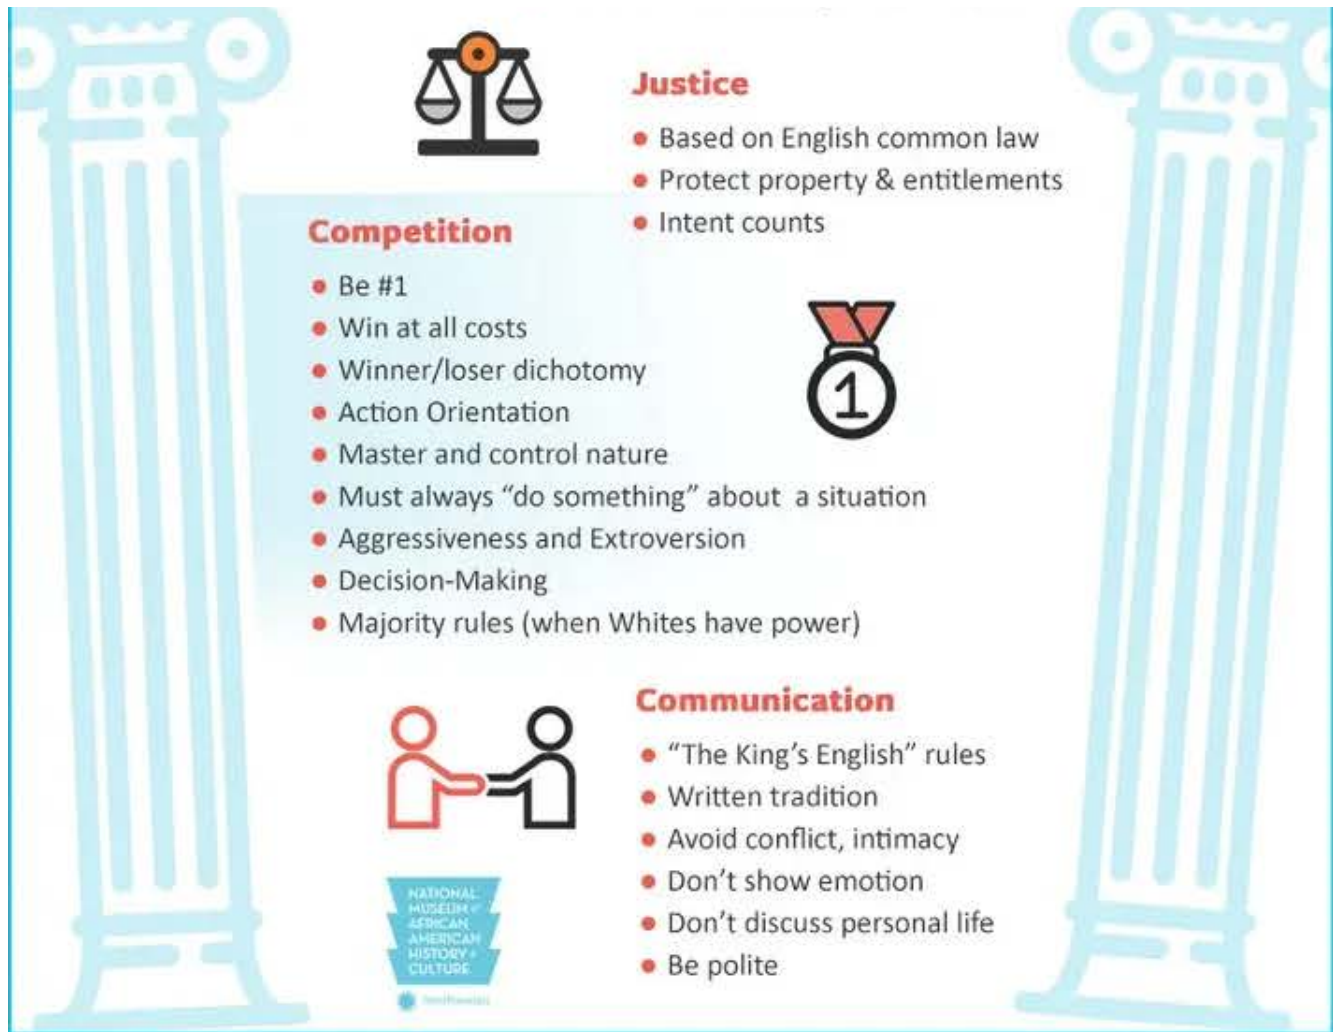 Justice
Based on English common law
Protect property & entitlements
Intent counts
Competition
Be #1
Win at all costs
Winner/loser dichotomy
Action Orientation
Master and control nature
Must always “do something” about a situation
Aggressiveness and Extroversion
Decision-Making
Majority rules (when Whites have power)
1
Communication
“The King’s English” rules
Written tradition
Avoid conflict, intimacy
Don’t show emotion
Don’t discuss personal life
Be polite
NATIONAL
MUSEUM of
AFRICAN
AMERICAN
HISTORY &
CULTURE
Smithsonian